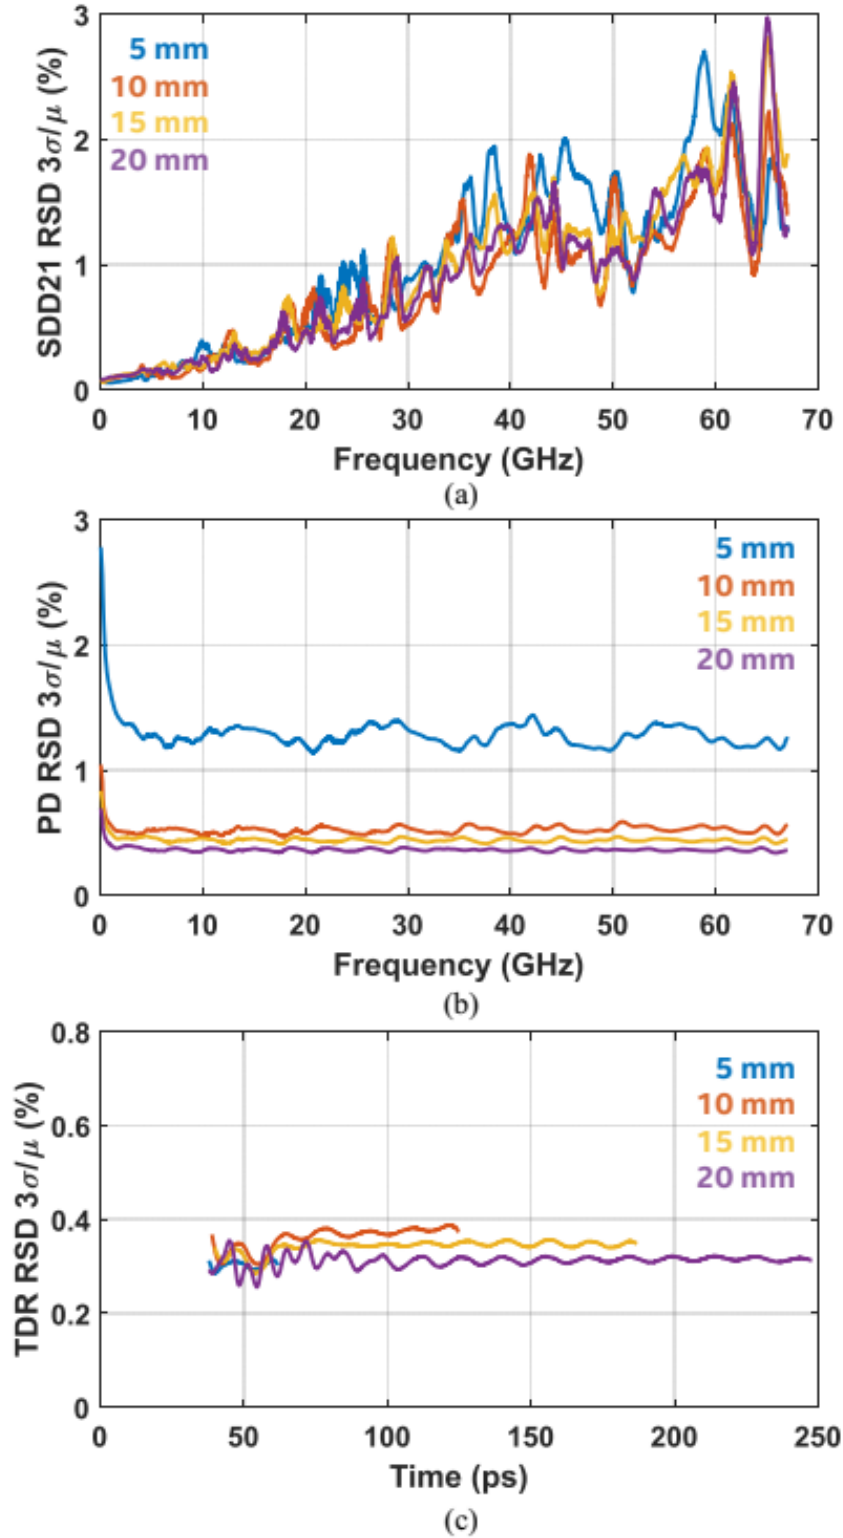 3
2
1
0
SDD21 RSD 3σ/μ (%)
5 mm
10 mm
15 mm
20 mm
0 10 20 30 40 50 60 70
Frequency (GHz)
(a)
3
2
1
0
PD RSD 3σ/μ (%)
5 mm
10 mm
15 mm
20 mm
0 10 20 30 40 50 60 70
Frequency (GHz)
(b)
0.8
0.6
0.4
0.2
0
TDR RSD 3σ/μ (%)
5 mm
10 mm
15 mm
20 mm
0 50 100 150 200 250
Time (ps)
(c)